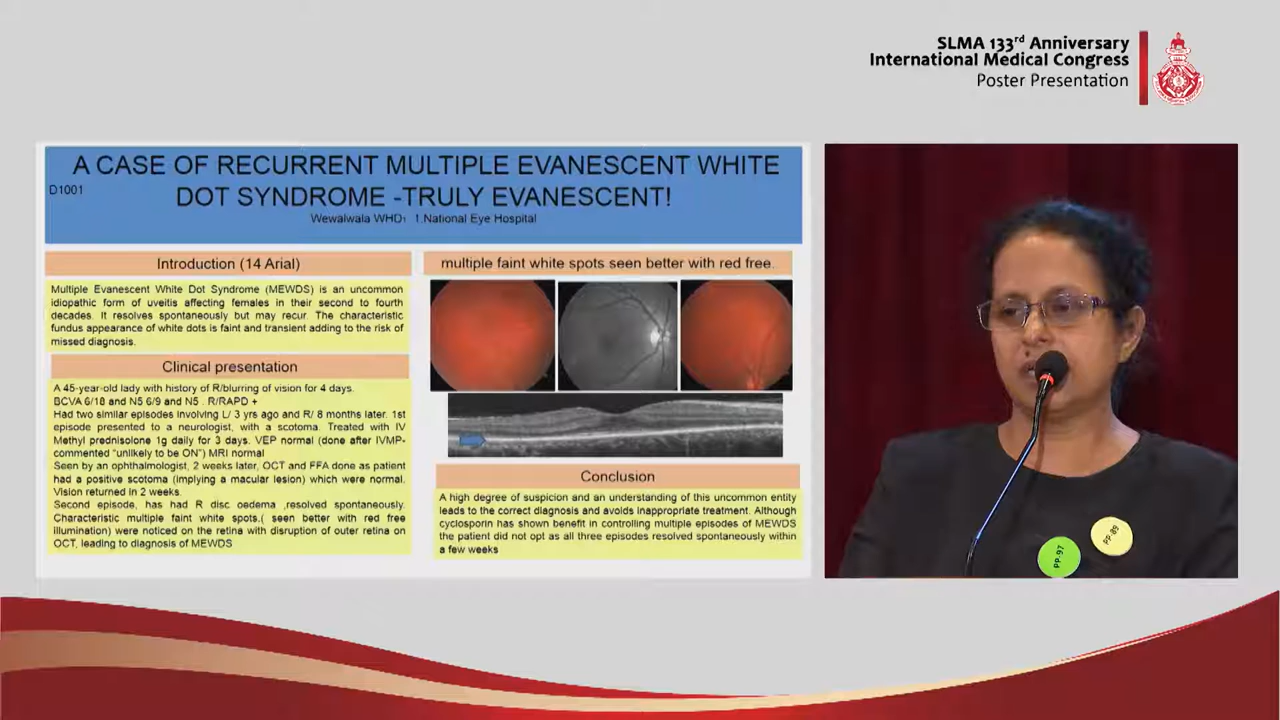 SLMA 133rd Anniversary
International Medical Congress
Poster Presentation
A CASE OF RECURRENT MULTIPLE EVANESCENT WHITE
DOT SYNDROME -TRULY EVANESCENT!
D1001
Wewalwala WHD1 1.National Eye Hospital
Introduction (14 Arial)
Multiple Evanescent White Dot Syndrome (MEWDS) is an uncommon
idiopathic form of uveitis affecting females in their second to fourth
decades. It resolves spontaneously but may recur. The characteristic
fundus appearance of white dots is faint and transient adding to the risk of
missed diagnosis.
Clinical presentation
A 45-year-old lady with history of R/blurring of vision for 4 days.
BCVA 6/18 and N5 6/9 and N5 . R/RAPD +
Had two similar episodes involving L/ 3 yrs ago and R/ 8 months later. 1st
episode presented to a neurologist, with a scotoma. Treated with IV
Methyl prednisolone 1g daily for 3 days. VEP normal (done after IVMP-
commented "unlikely to be ON") MRI normal
Seen by an ophthalmologist, 2 weeks later, OCT and FFA done as patient
had a positive scotoma (implying a macular lesion) which were normal.
Vision returned in 2 weeks.
Second episode, has had R disc oedema ,resolved spontaneously.
Characteristic multiple faint white spots,( seen better with red free
illumination) were noticed on the retina with disruption of outer retina on
OCT, leading to diagnosis of MEWDS
multiple faint white spots seen better with red free.
Conclusion
A high degree of suspicion and an understanding of this uncommon entity
leads to the correct diagnosis and avoids inappropriate treatment. Although
cyclosporin has shown benefit in controlling multiple episodes of MEWDS
the patient did not opt as all three episodes resolved spontaneously within
a few weeks
PP-97
PP-89